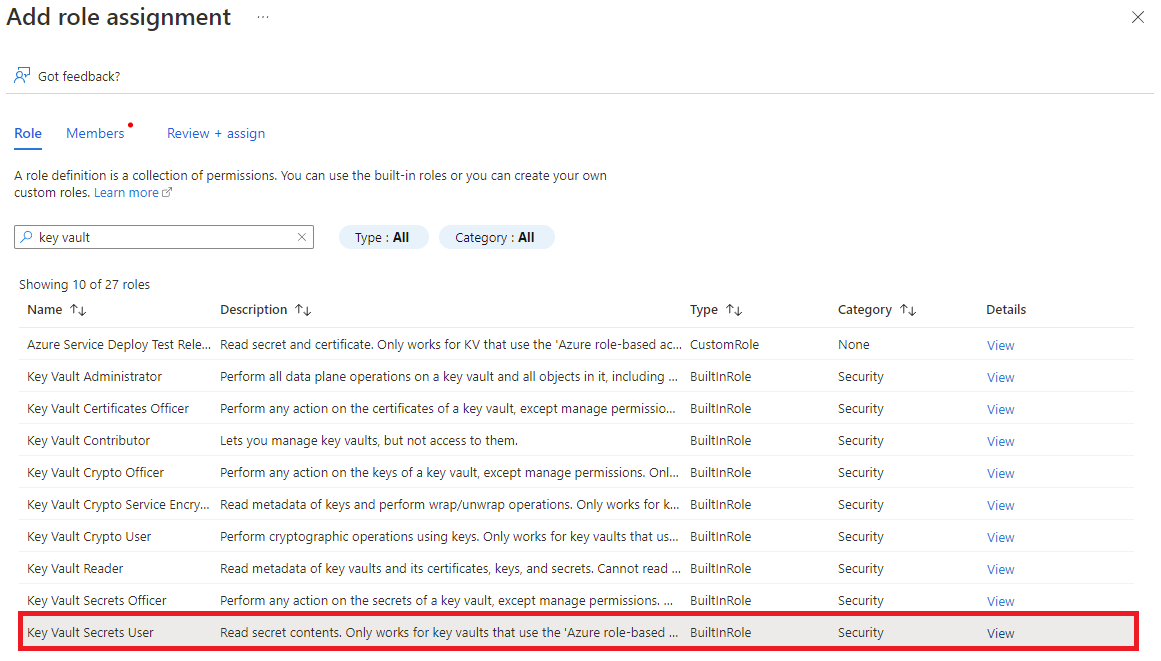 Add role assignment ...
Got feedback?
Role Members Review + assign
A role definition is a collection of permissions. You can use the built-in roles or you can create your own
custom roles. Learn more
key vault Type : All Category : All
Showing 10 of 27 roles
Name Description Type Category Details
Azure Service Deploy Test Rele... Read secret and certificate. Only works for KV that use the 'Azure role-based ac... CustomRole None View
Key Vault Administrator Perform all data plane operations on a key vault and all objects in it, including ... BuiltInRole Security View
Key Vault Certificates Officer Perform any action on the certificates of a key vault, except manage permissio... BuiltInRole Security View
Key Vault Contributor Lets you manage key vaults, but not access to them. BuiltInRole Security View
Key Vault Crypto Officer Perform any action on the keys of a key vault, except manage permissions. Onl... BuiltInRole Security View
Key Vault Crypto Service Encry... Read metadata of keys and perform wrap/unwrap operations. Only works for k... BuiltInRole Security View
Key Vault Crypto User Perform cryptographic operations using keys. Only works for key vaults that us... BuiltInRole Security View
Key Vault Reader Read metadata of key vaults and its certificates, keys, and secrets. Cannot read ... BuiltInRole Security View
Key Vault Secrets Officer Perform any action on the secrets of a key vault, except manage permissions. ... BuiltInRole Security View
Key Vault Secrets User Read secret contents. Only works for key vaults that use the 'Azure role-based ... BuiltInRole Security View